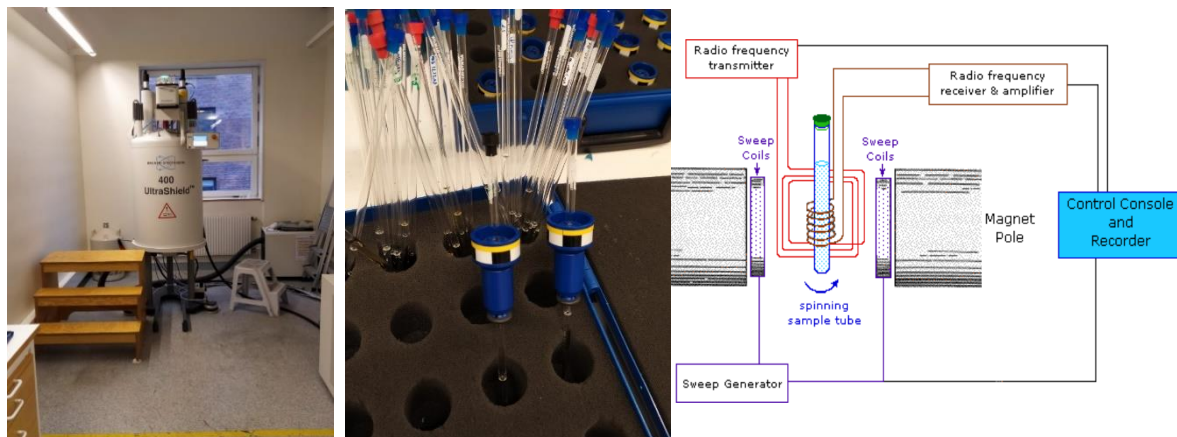 400
UltraShield™
Radio frequency
transmitter
Radio frequency
receiver & amplifier
Sweep
Coils
Sweep
Coils
Magnet
Pole
Control Console
and
Recorder
spinning
sample tube
Sweep Generator